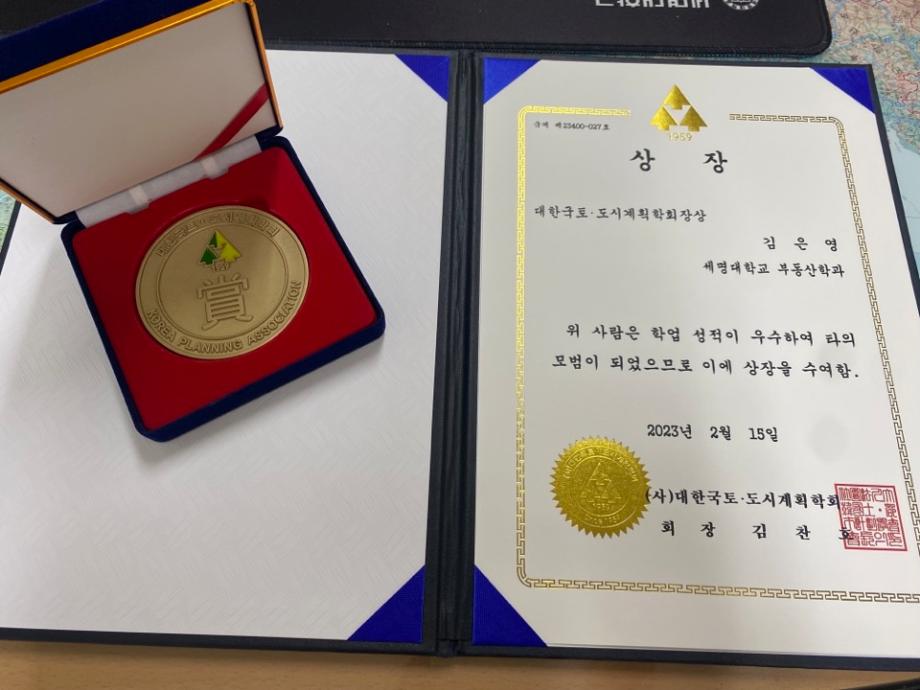 賞
KOREA PLANNING ASSOCIATION
1959
상 장
대한국토·도시계획학회장상
김 은 영
세명대학교 부동산학과
위 사람은 학업 성적이 우수하여 타의
모범이 되었으므로 이에 상장을 수여함.
2023년 2월 15일
(사)대한국토·도시계획학회
회 장 김 찬 호